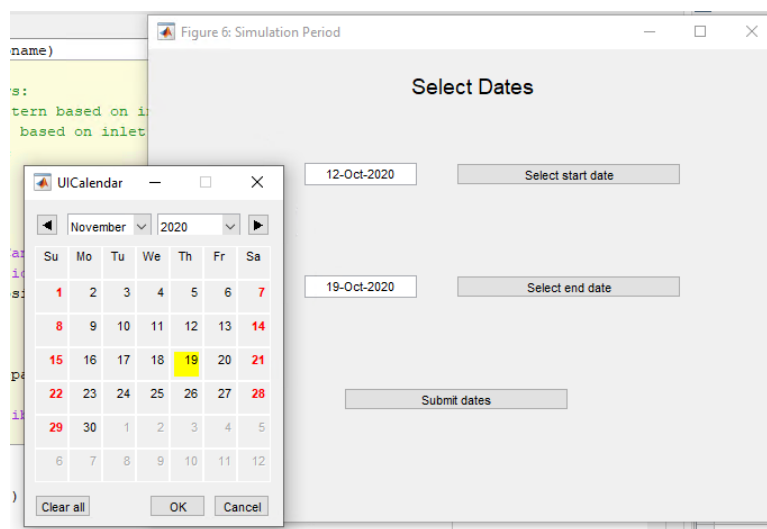 Figure 6: Simulation Period
name)
Select Dates
s:
tern based on i
based on inlet
UICalendar
12-Oct-2020
Select start date
November
2020
Su Mo Tu We Th Fr Sa
1 2 3 4 5 6 7
8 9 10 11 12 13 14
15 16 17 18 19 20 21
22 23 24 25 26 27 28
29 30 1 2 3 4 5
6 7 8 9 10 11 12
Clear all
OK
Cancel
19-Oct-2020
Select end date
Submit dates